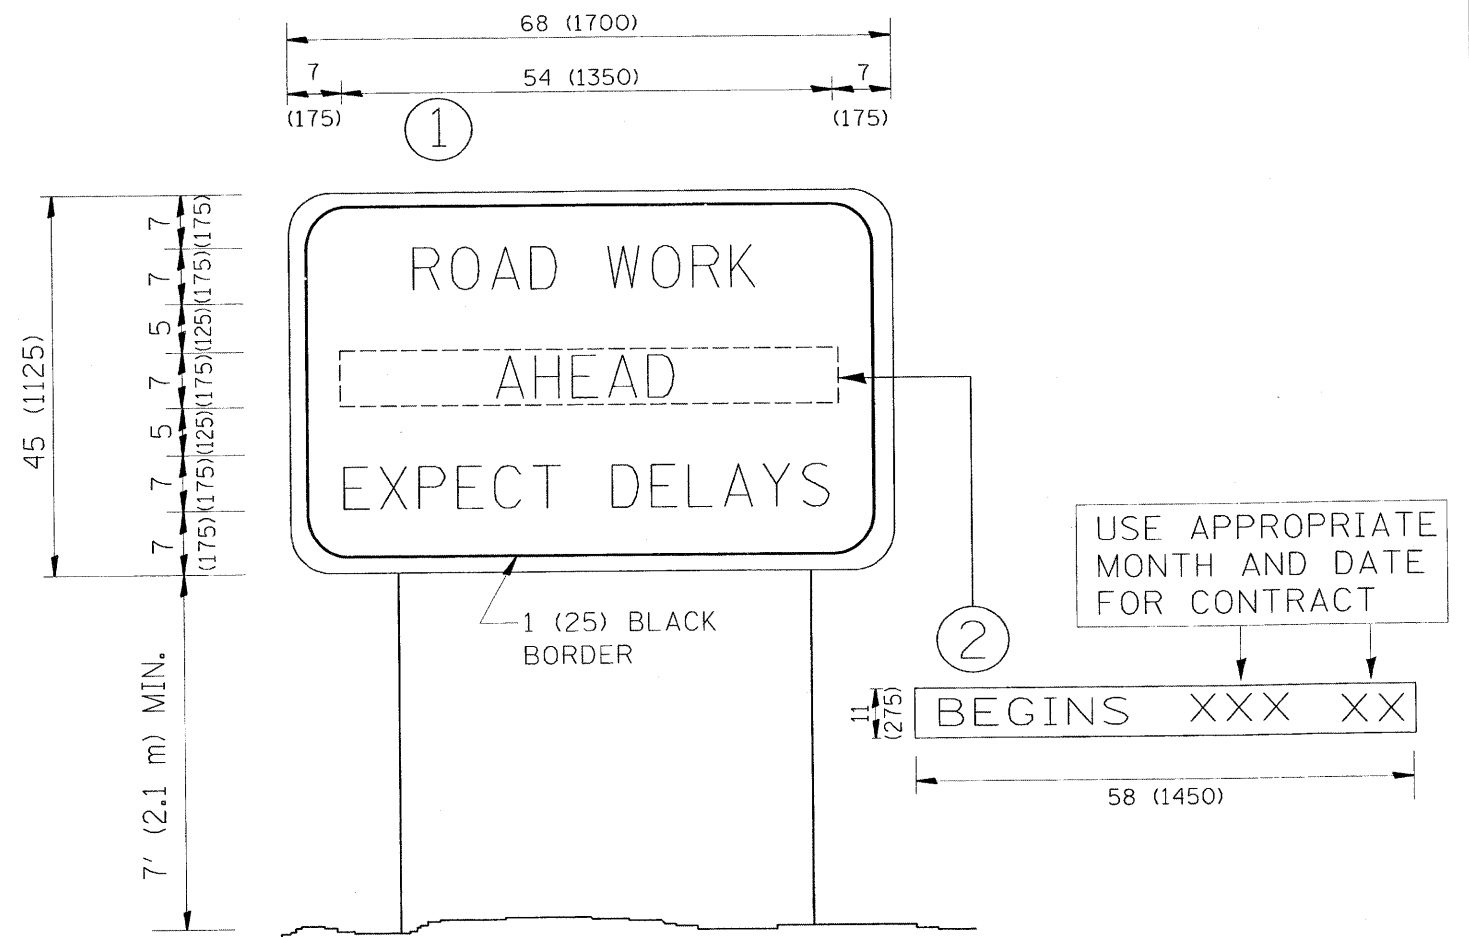 68 (1700)
7
54 (1350)
7
(175)
(175)
1
45 (1125)
7 (175)
7 (175)
5 (125)
7 (175)
5 (125)
7 (175)
7 (175)
ROAD WORK
AHEAD
EXPECT DELAYS
1 (25) BLACK
BORDER
7' (2.1 m) MIN.
2
USE APPROPRIATE
MONTH AND DATE
FOR CONTRACT
11
(275)
BEGINS XXX XX
58 (1450)